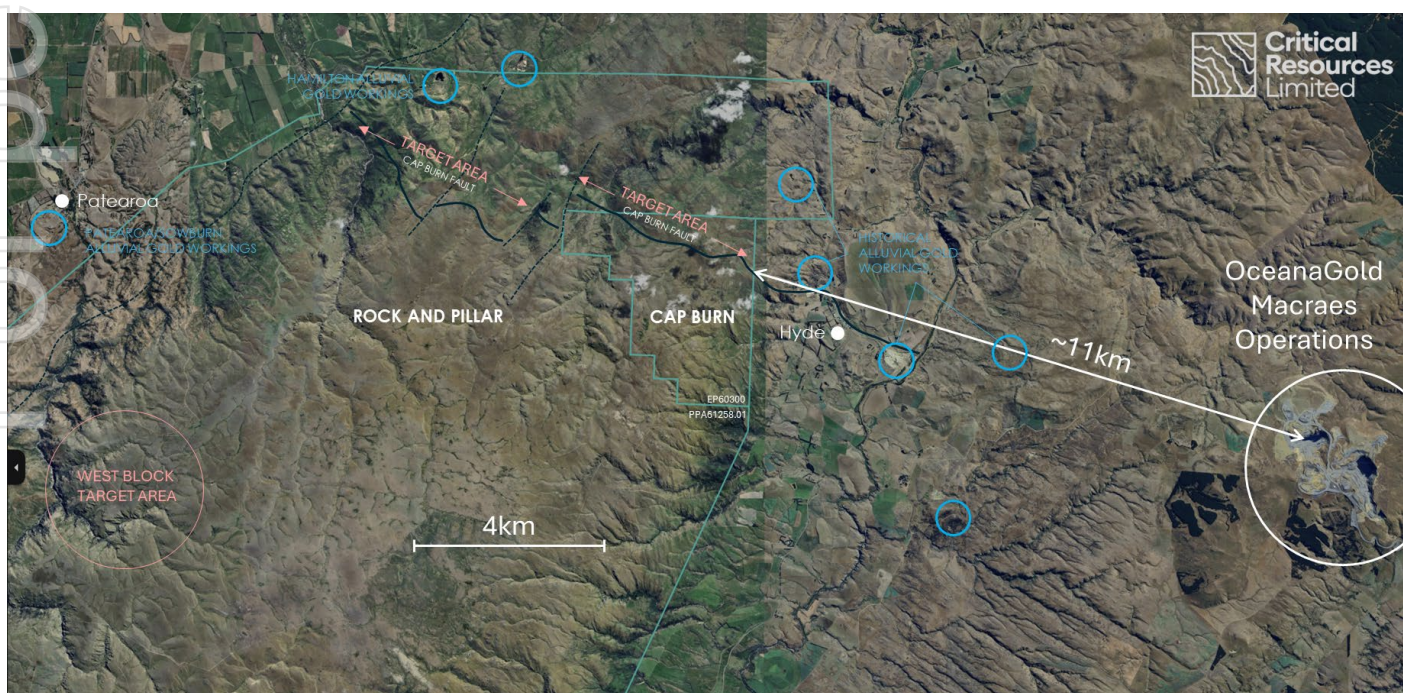 Critical
Resources
Limited
HAMILTON ALLUVIAL
GOLD WORKINGS
TARGET AREA
CAP BURN FAULT
TARGET AREA
CAP BURN FAULT
Patearoa
ALLUVIAL GOLD WORKINGS
HISTORICAL
ALLUVIAL GOLD
WORKINGS
OceanaGold
Macraes
Operations
ROCK AND PILLAR
CAP BURN
Hyde
~11km
EP60300
PPA61258.01
WEST BLOCK
TARGET AREA
4km